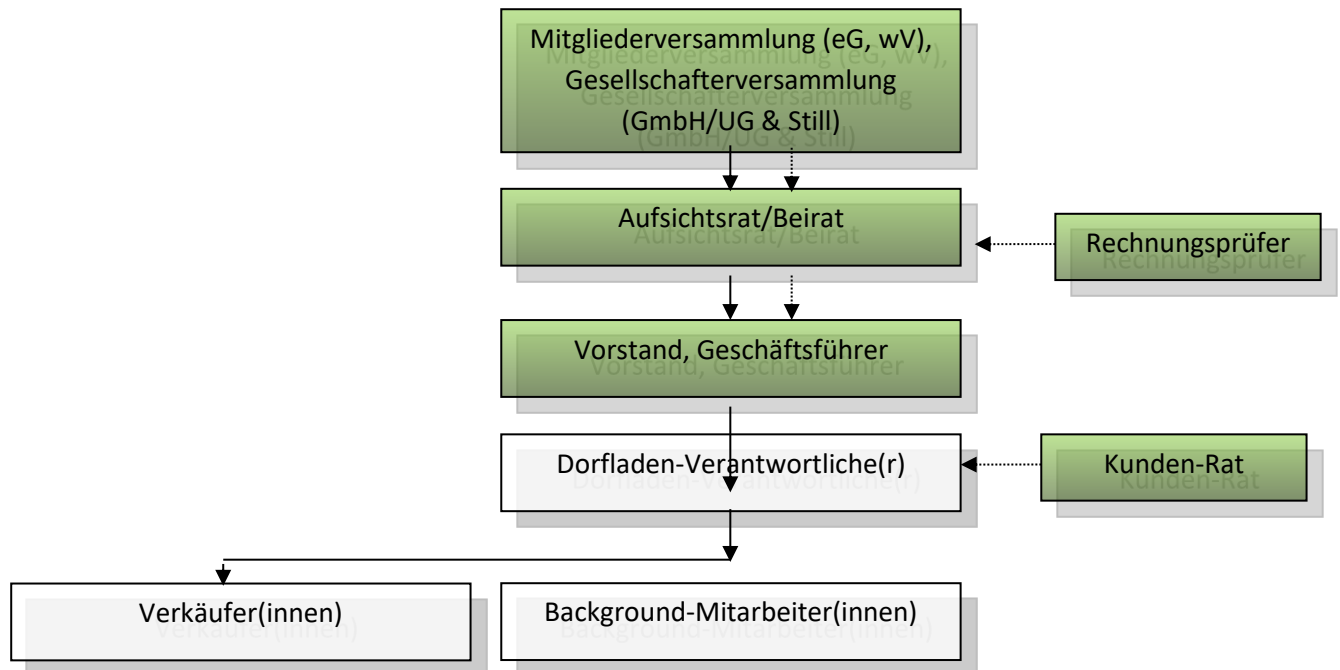 Mitgliederversammlung (eG, wV),
Gesellschafterversammlung
(GmbH/UG & Still)
Aufsichtsrat/Beirat
Rechnungsprüfer
Vorstand, Geschäftsführer
Dorfladen-Verantwortliche(r)
Kunden-Rat
Verkäufer(innen)
Background-Mitarbeiter(innen)